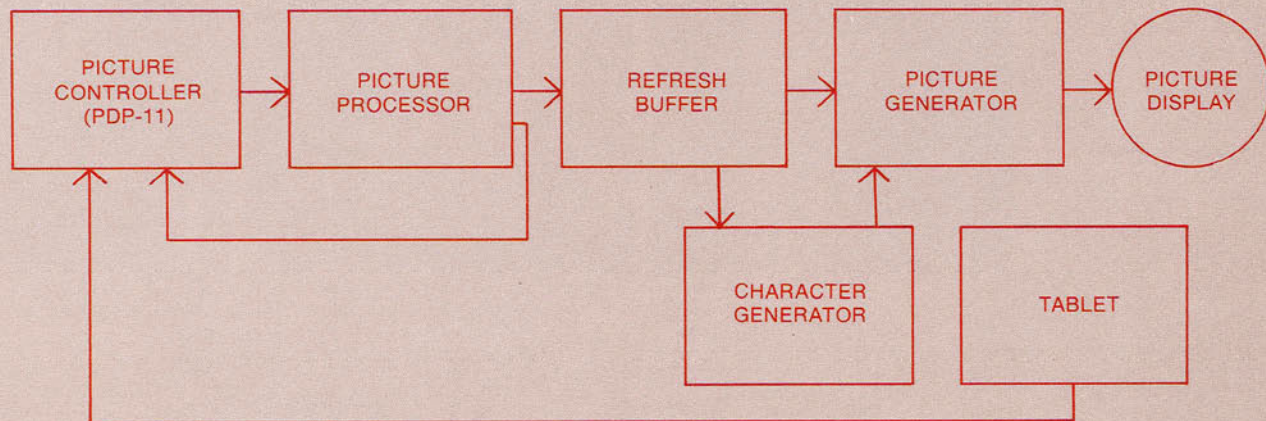 PICTURE
CONTROLLER
(PDP-11)
PICTURE
PROCESSOR
REFRESH
BUFFER
PICTURE
GENERATOR
PICTURE
DISPLAY
CHARACTER
GENERATOR
TABLET